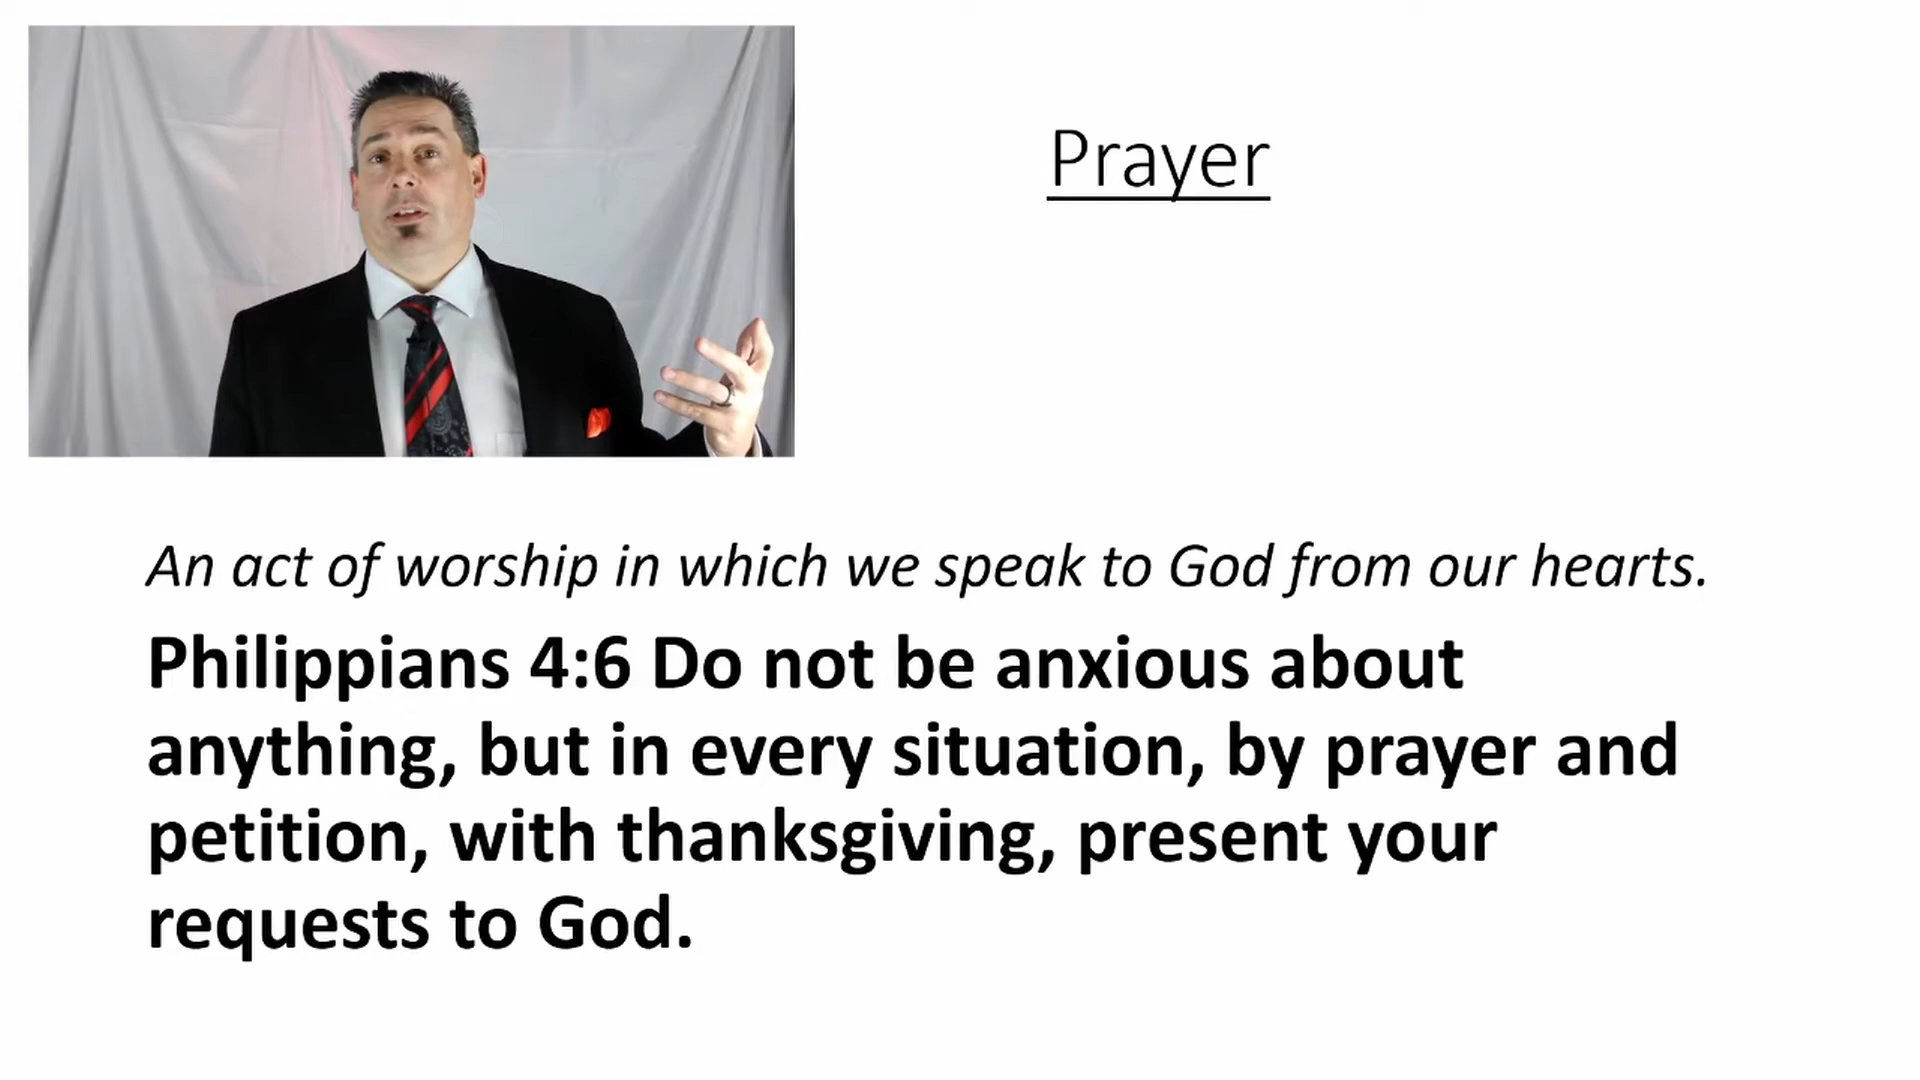 Prayer
An act of worship in which we speak to God from our hearts.
Philippians 4:6 Do not be anxious about
anything, but in every situation, by prayer and
petition, with thanksgiving, present your
requests to God.